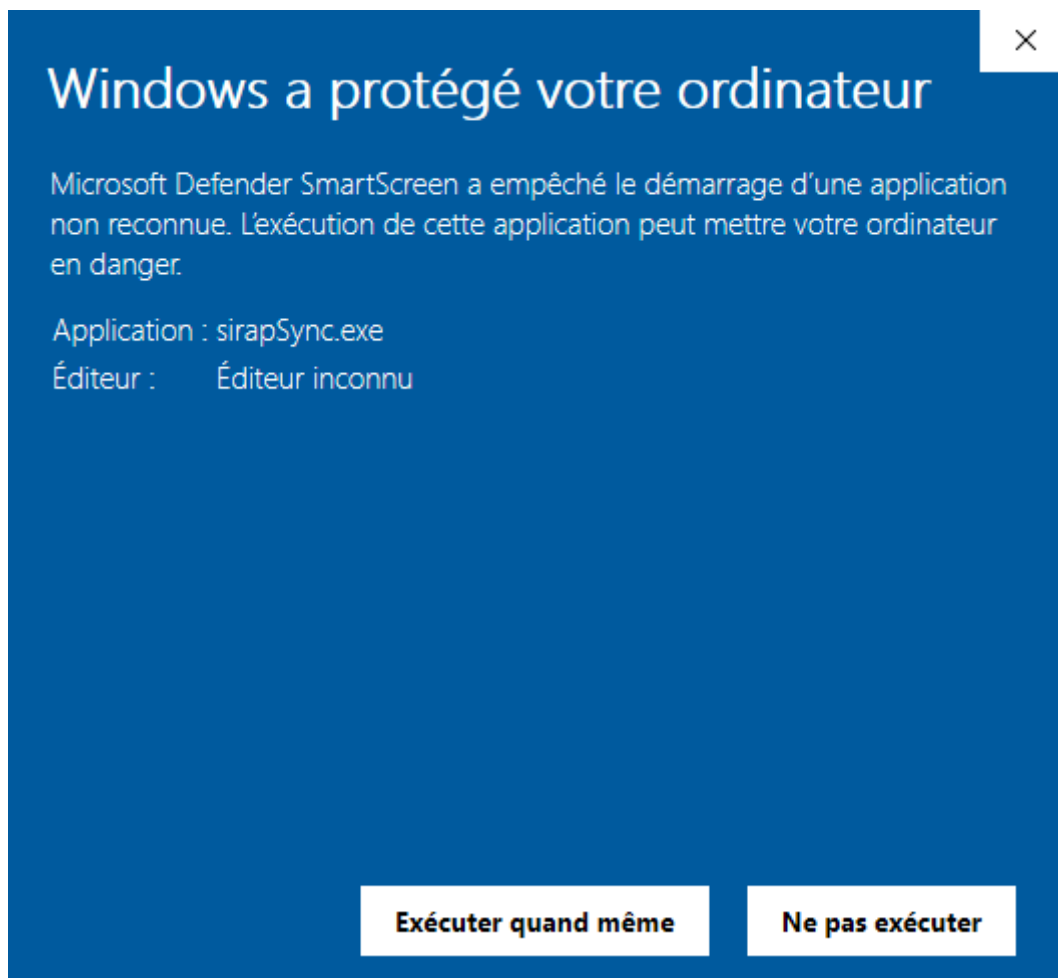 Windows a protégé votre ordinateur
Microsoft Defender SmartScreen a empêché le démarrage d’une application
non reconnue. L’exécution de cette application peut mettre votre ordinateur
en danger.
Application : sirapSync.exe
Éditeur : Éditeur inconnu
Exécuter quand même Ne pas exécuter